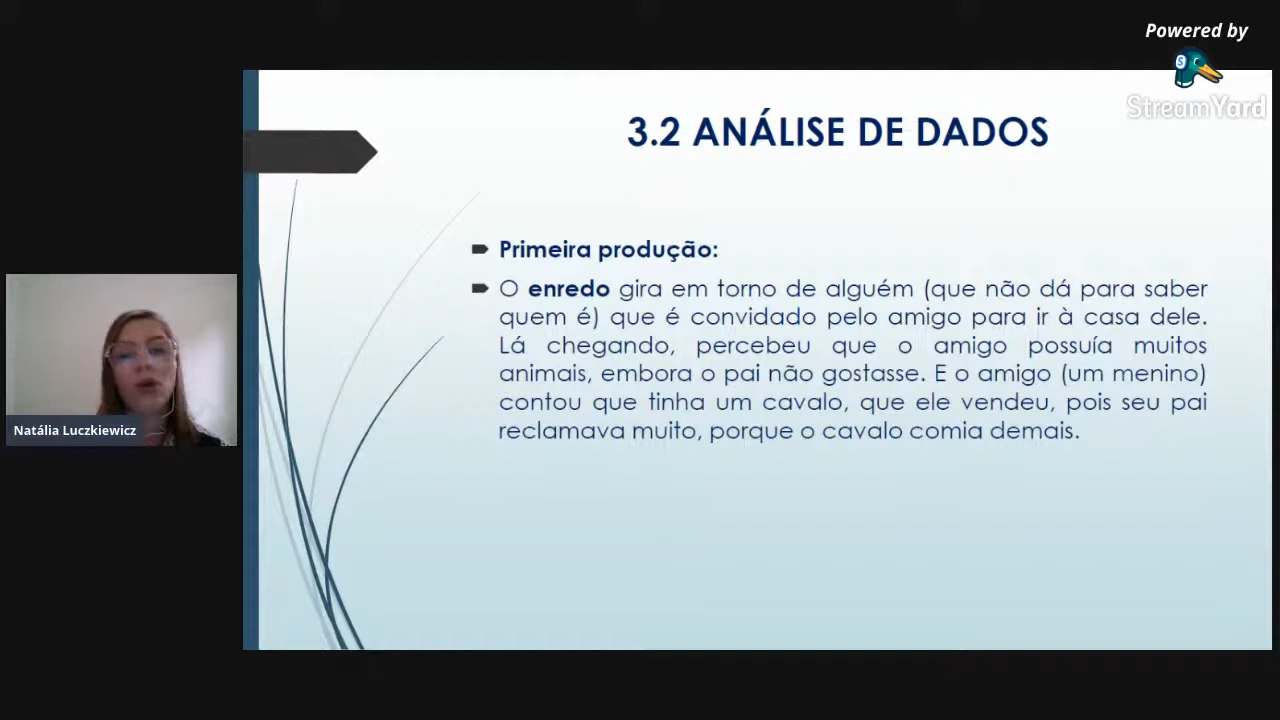 Powered by
StreamYard
3.2 ANÁLISE DE DADOS
Primeira produção:
O enredo gira em torno de alguém (que não dá para saber
quem é) que é convidado pelo amigo para ir à casa dele.
Lá chegando, percebeu que o amigo possuía muitos
animais, embora o pai não gostasse. E o amigo (um menino)
contou que tinha um cavalo, que ele vendeu, pois seu pai
reclamava muito, porque o cavalo comia demais.
Natália Luczkiewicz